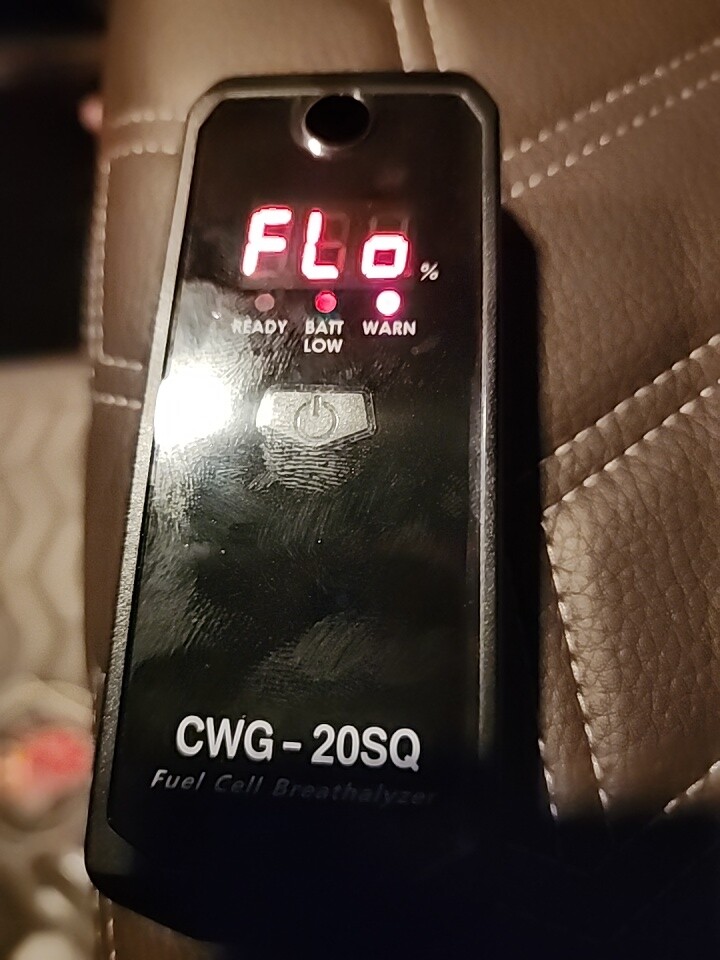 FLo %
READY BATT LOW WARN
CWG-20SQ
Fuel Cell Breathalyzer